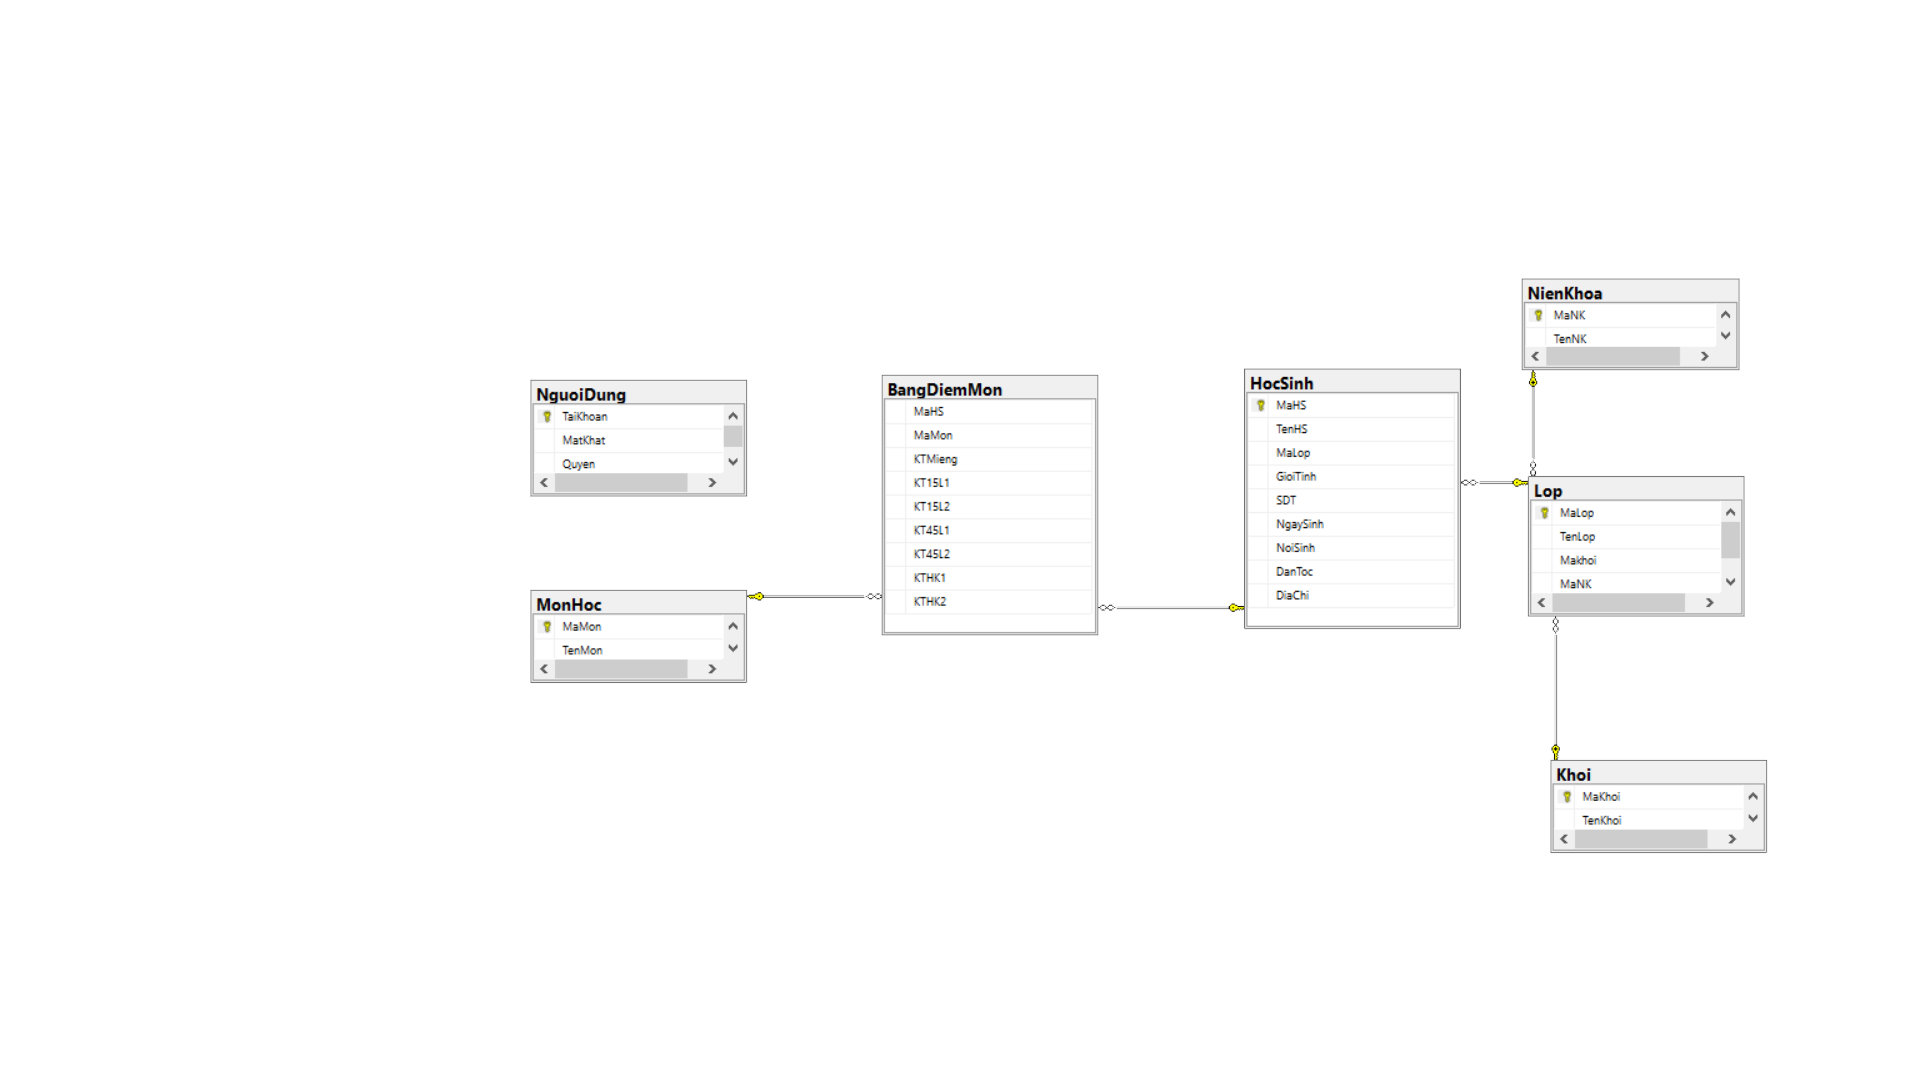 NguoiDung
TaiKhoan
MatKhat
Quyen
MonHoc
MaMon
TenMon
BangDiemMon
MaHS
MaMon
KTMieng
KT15L1
KT15L2
KT45L1
KT45L2
KTHK1
KTHK2
HocSinh
MaHS
TenHS
MaLop
GioiTinh
SDT
NgaySinh
NoiSinh
DanToc
DiaChi
NienKhoa
MaNK
TenNK
Lop
MaLop
TenLop
Makhoi
MaNK
Khoi
MaKhoi
TenKhoi